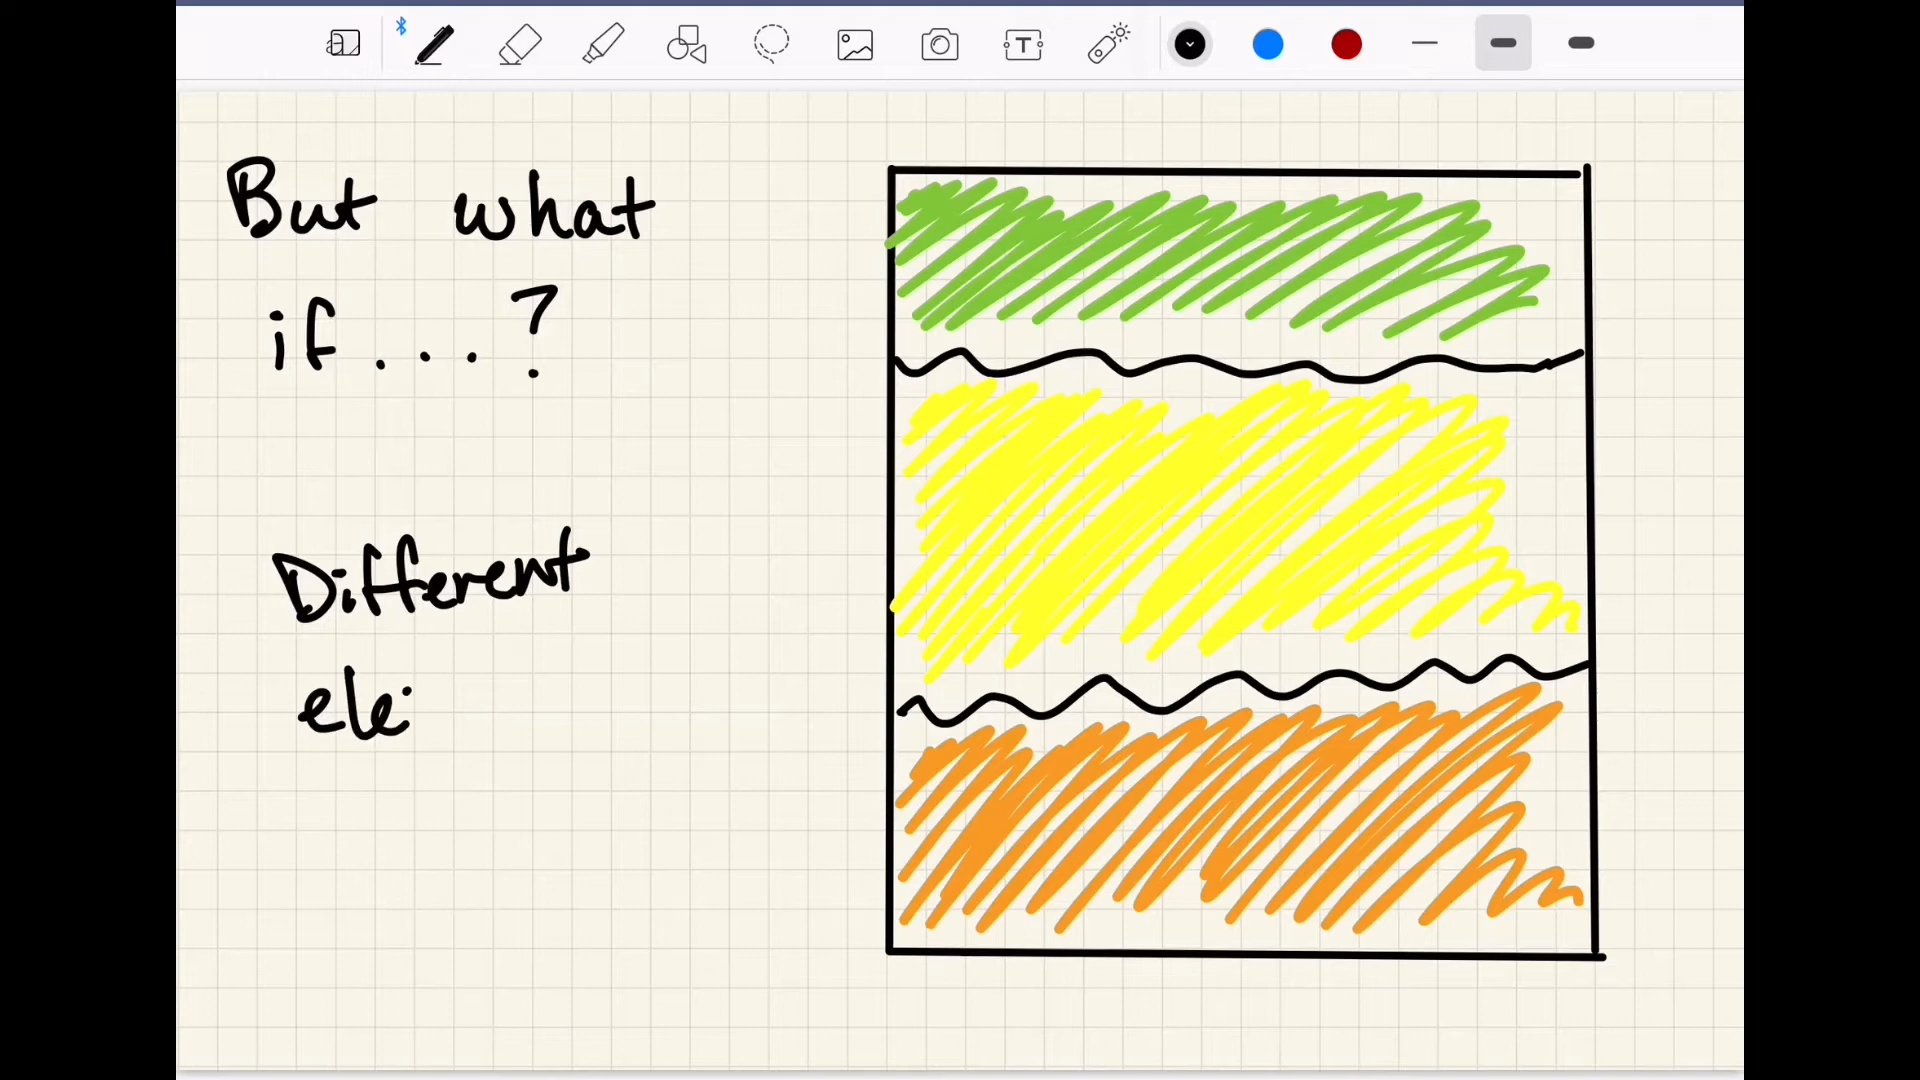 But what
if . . . ?
Different
ele
T